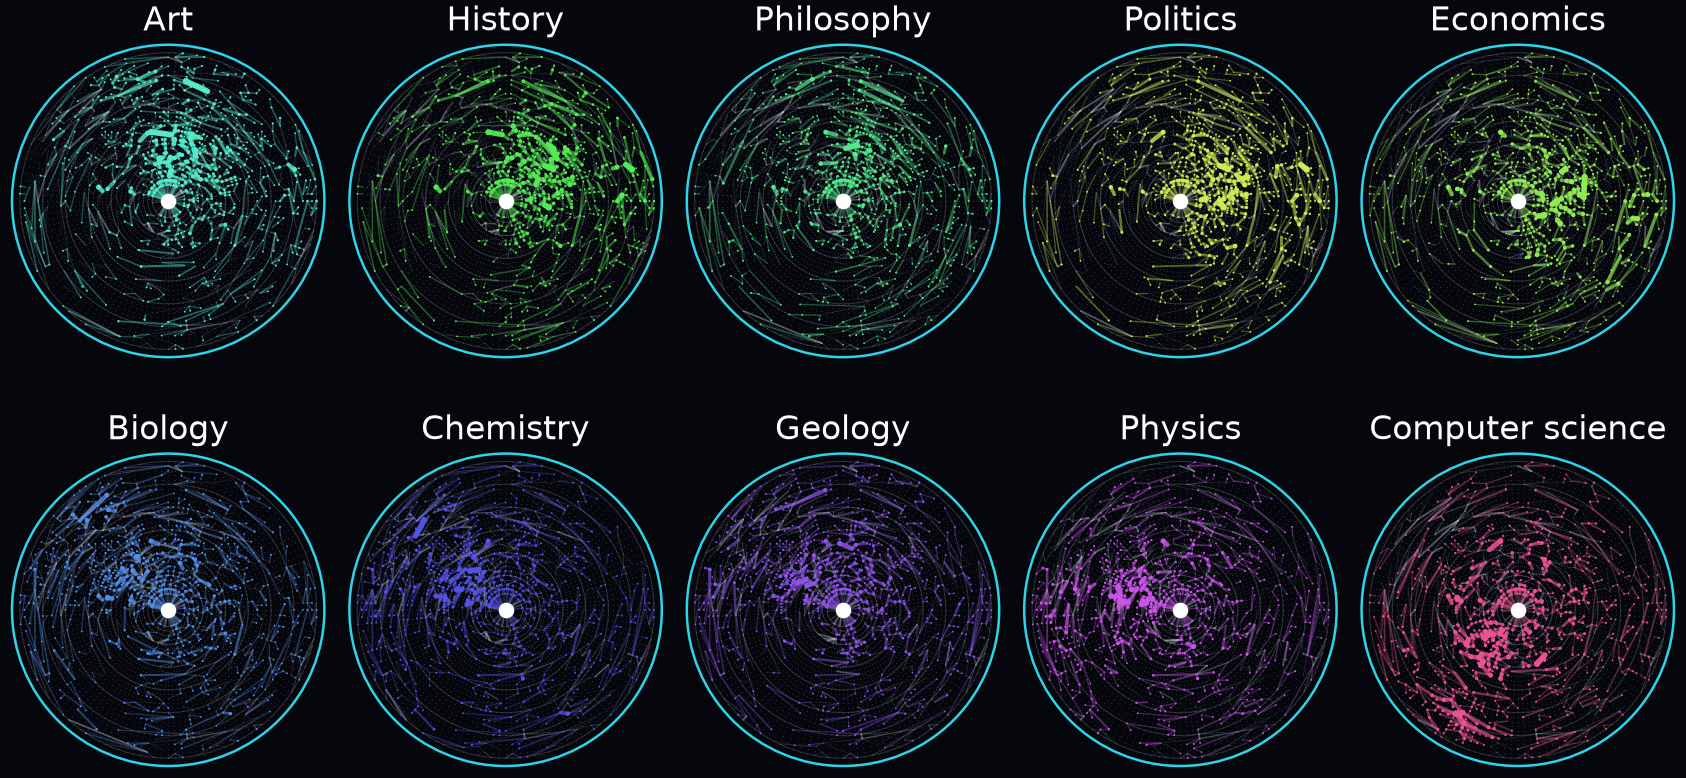 Art
History
Philosophy
Politics
Economics
Biology
Chemistry
Geology
Physics
Computer science